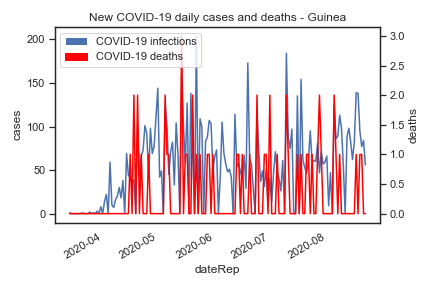 New COVID-19 daily cases and deaths - Guinea
COVID-19 infections
COVID-19 deaths
cases
200
150
100
50
0
deaths
3.0
2.5
2.0
1.5
1.0
0.5
0.0
2020-04
2020-05
2020-06
2020-07
2020-08
dateRep